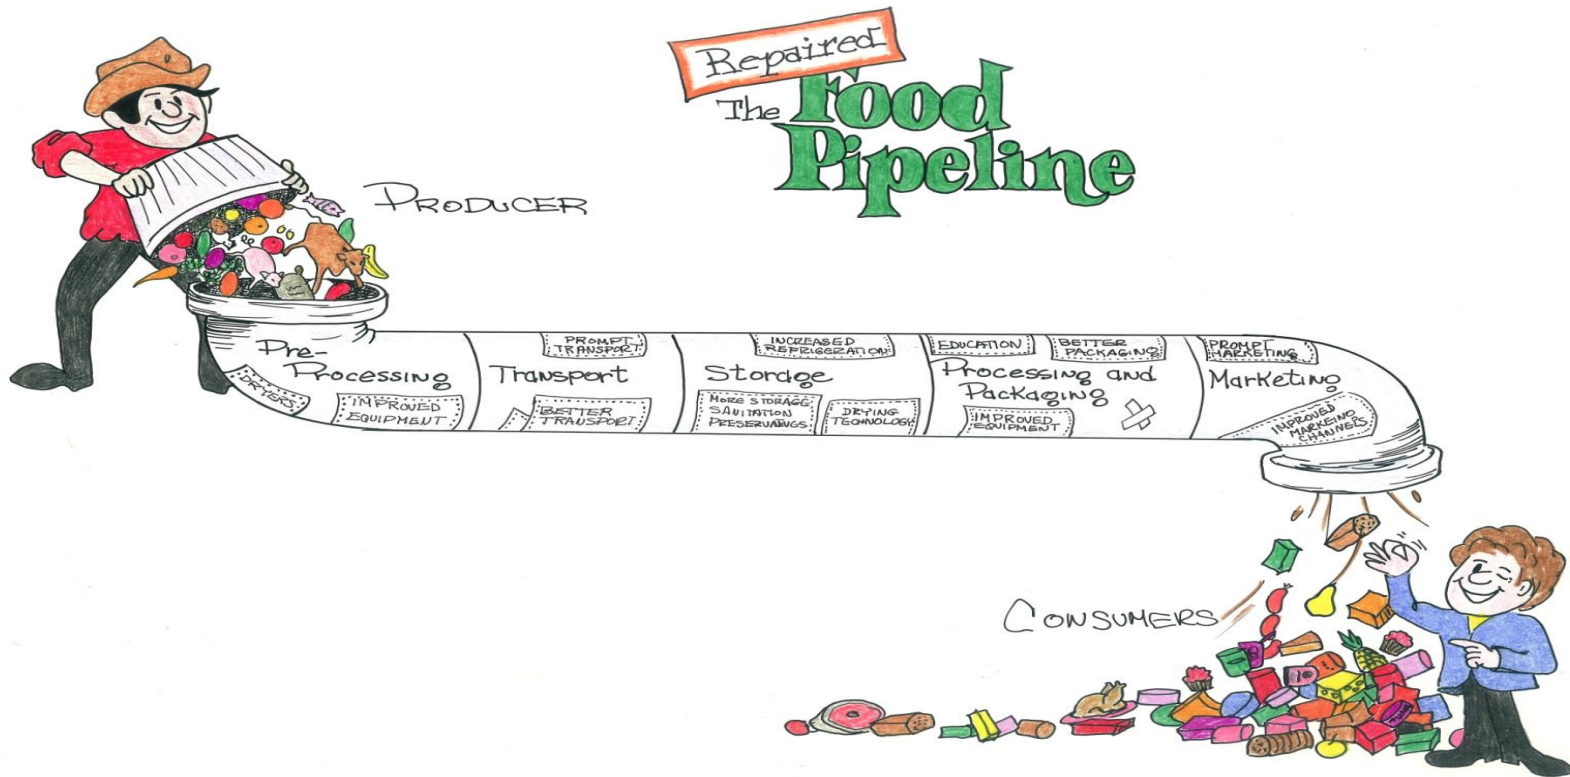 Repaired
The Food
Pipeline
PRODUCER
Pre-
Processing
DRYERS
IMPROVED
EQUIPMENT
PROMPT
TRANSPORT
Transport
BETTER
TRANSPORT
INCREASED
REFRIGERATION
Storage
MORE STORAGE
SANITATION
PRESERVATNGS
DRYING
TECHNOLOGY
EDUCATION
BETTER
PACKAGING
Processing and
Packaging
IMPROVED
EQUIPMENT
PROMPT
MARKETING
Marketing
IMPROVED
MARKETING
CHANNELS
CONSUMERS